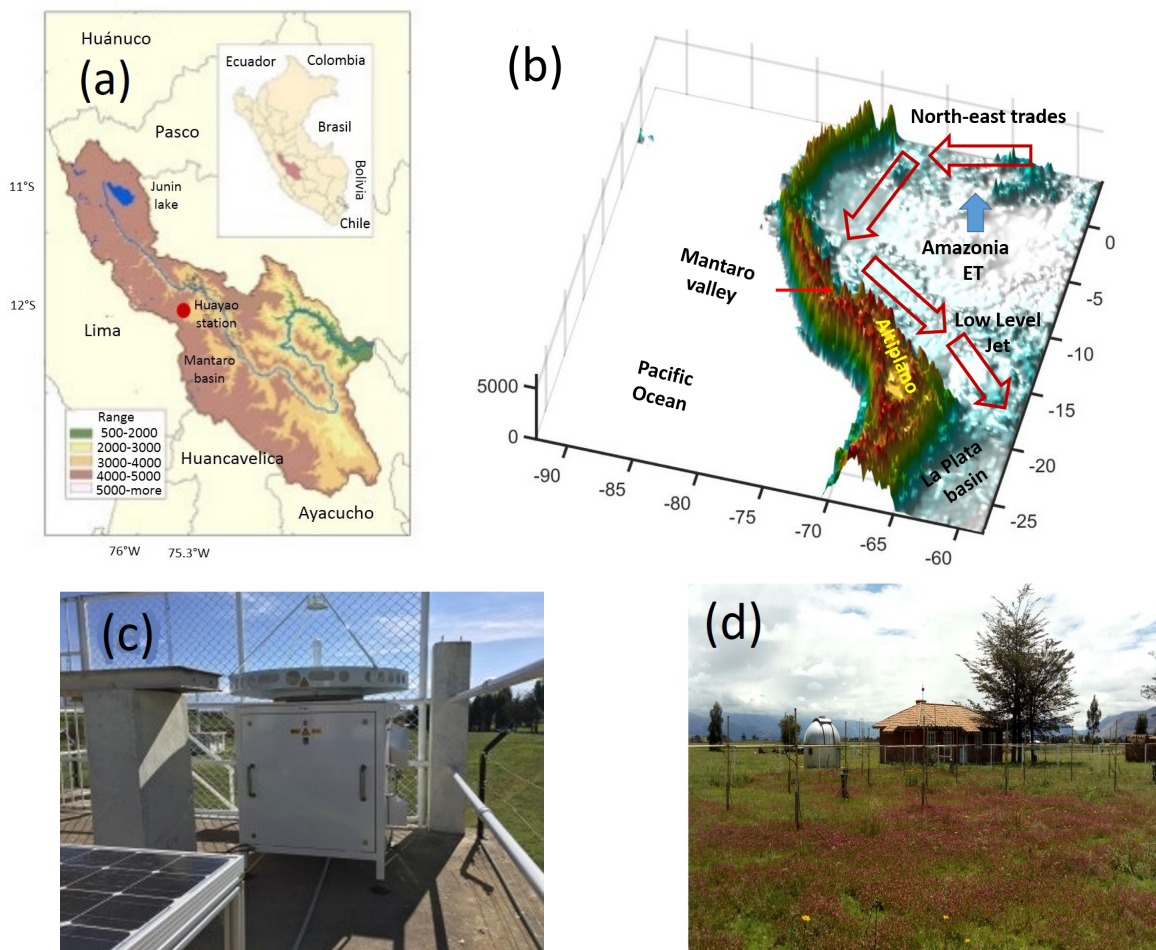 (a)
Huánuco
Pasco
Junin
lake
Huayao
station
Mantaro
basin
Lima
Huancavelica
Ayacucho
11°S
12°S
76°W
75.3°W
Range
500-2000
2000-3000
3000-4000
4000-5000
5000-more
Ecuador
Colombia
Brasil
Bolivia
Chile
(b)
North-east trades
Amazonia
ET
Mantaro
valley
Low Level
Jet
Altiplano
Pacific
Ocean
La Plata
basin
5000
0
-90
-85
-80
-75
-70
-65
-60
0
-5
-10
-15
-20
-25
(c)
(d)